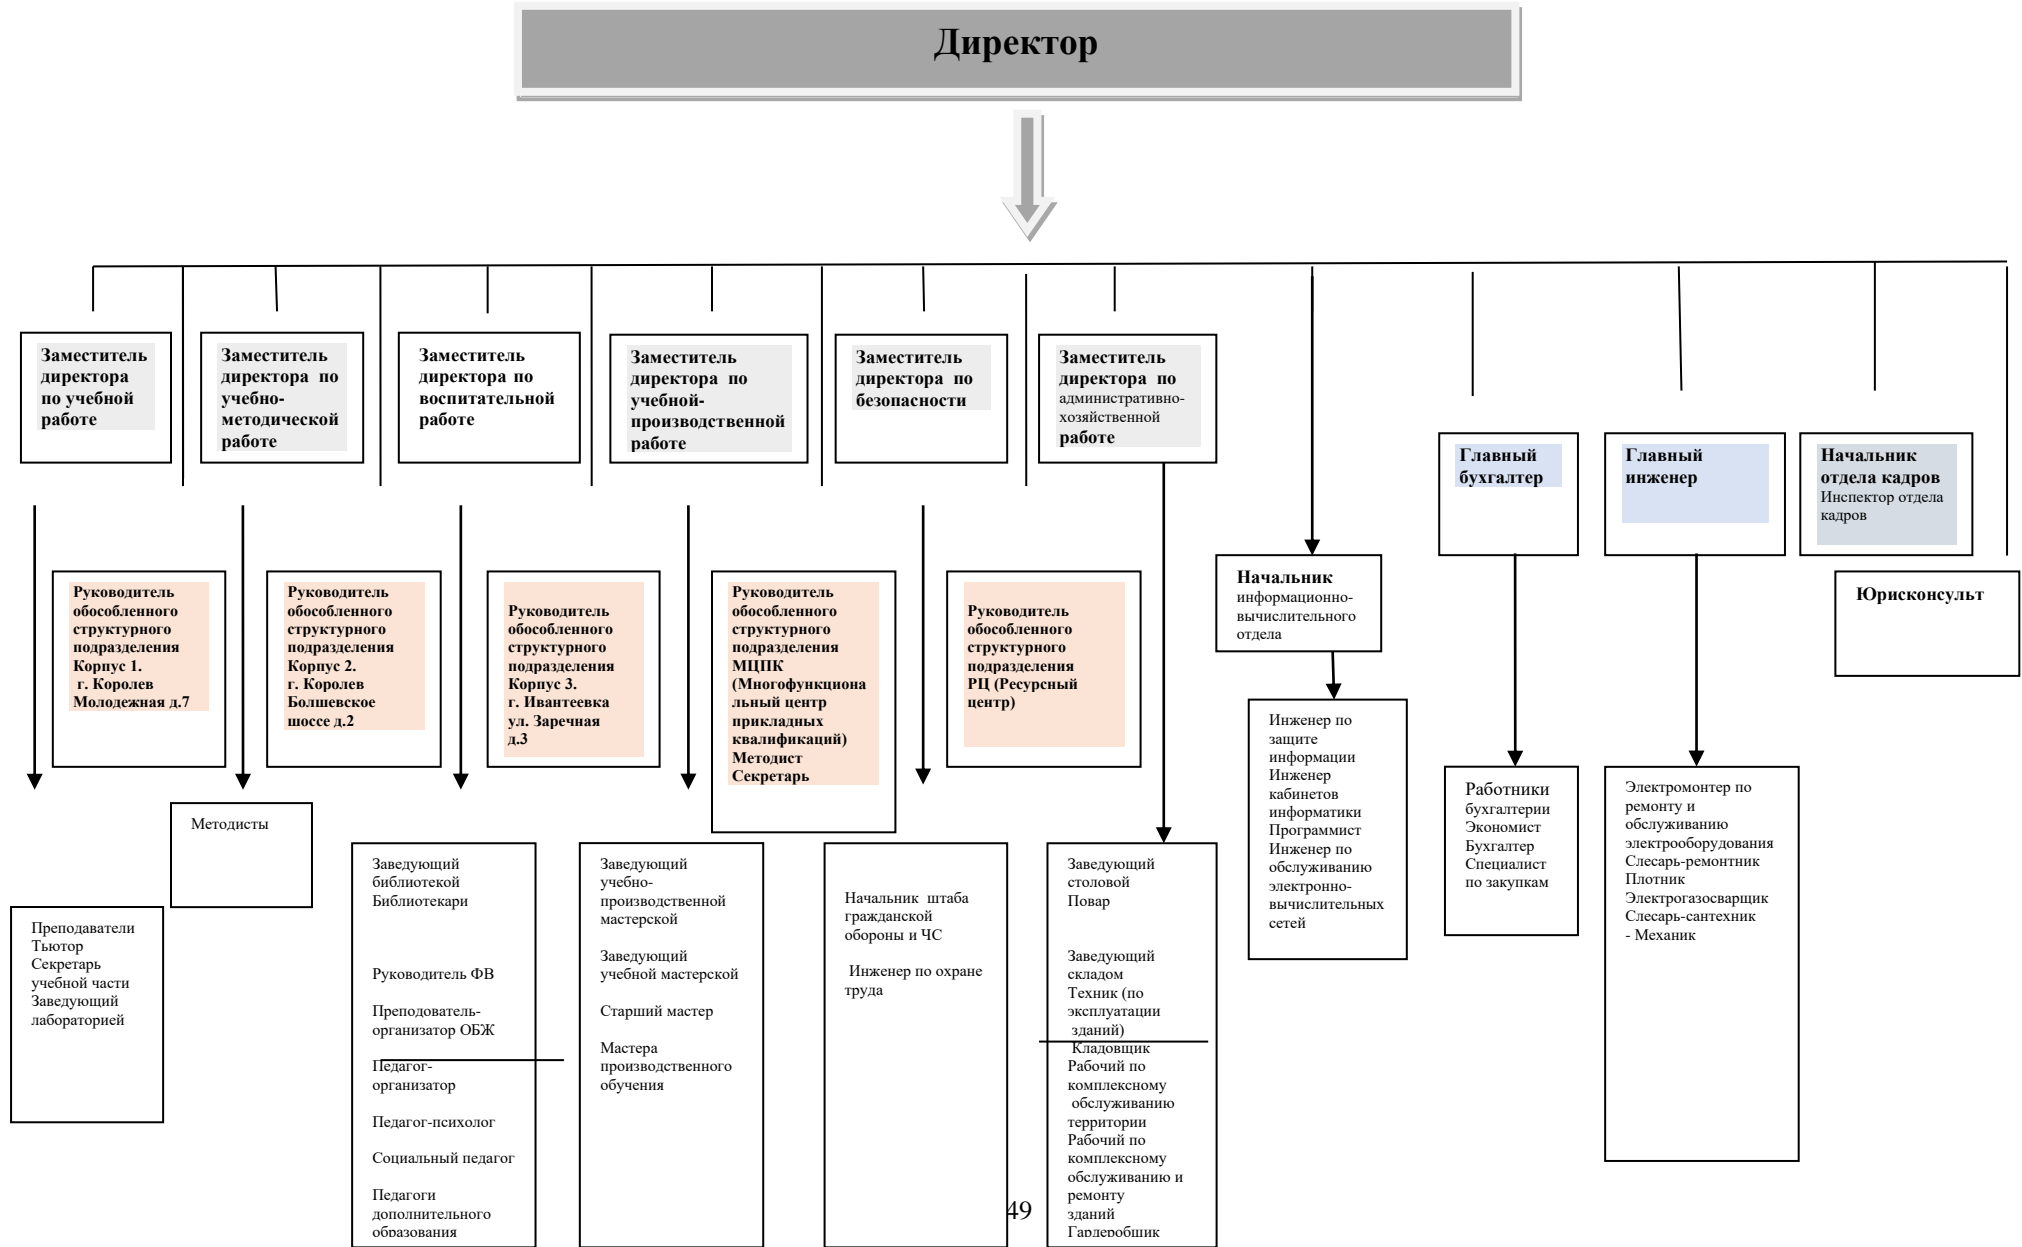 Директор
Заместитель
директора
по учебной
работе
Заместитель
директора по
учебно-
методической
работе
Заместитель
директора по
воспитательной
работе
Заместитель
директора по
учебной-
производственной
работе
Заместитель
директора по
безопасности
Заместитель
директора по
административно-
хозяйственной
работе
Главный
бухгалтер
Главный
инженер
Начальник
отдела кадров
Инспектор отдела
кадров
Руководитель
обособленного
структурного
подразделения
Корпус 1.
г. Королев
Молодежная д.7
Руководитель
обособленного
структурного
подразделения
Корпус 2.
г. Королев
Болшевское
шоссе д.2
Руководитель
обособленного
структурного
подразделения
Корпус 3.
г. Ивантеевка
ул. Заречная
д.3
Руководитель
обособленного
структурного
подразделения
МЦПК
(Многофункциона
льный центр
прикладных
квалификаций)
Методист
Секретарь
Руководитель
обособленного
структурного
подразделения
РЦ (Ресурсный
центр)
Начальник
информационно-
вычислительного
отдела
Юрисконсульт
Инженер по
защите
информации
Инженер
кабинетов
информатики
Программист
Инженер по
обслуживанию
электронно-
вычислительных
сетей
Работники
бухгалтерии
Экономист
Бухгалтер
Специалист
по закупкам
Электромонтер по
ремонту и
обслуживанию
электрооборудования
Слесарь-ремонтник
Плотник
Электрогазосварщик
Слесарь-сантехник
- Механик
Методисты
Преподаватели
Тьютор
Секретарь
учебной части
Заведующий
лабораторией
Заведующий
библиотекой
Библиотекари
Руководитель ФВ
Преподователь-
организатор ОБЖ
Педагог-
организатор
Педагог-психолог
Социальный педагог
Педагоги
дополнительного
образования
Заведующий
учебно-
производственной
мастерской
Заведующий
учебной мастерской
Старший мастер
Мастера
производственного
обучения
Начальник штаба
гражданской
обороны и ЧС
Инженер по охране
труда
Заведующий
столовой
Повар
Заведующий
складом
Техник (по
эксплуатации
зданий)
Кладовщик
Рабочий по
комплексному
обслуживанию
территории
Рабочий по
комплексному
обслуживанию и
ремонту
зданий
Гардеробщик
49